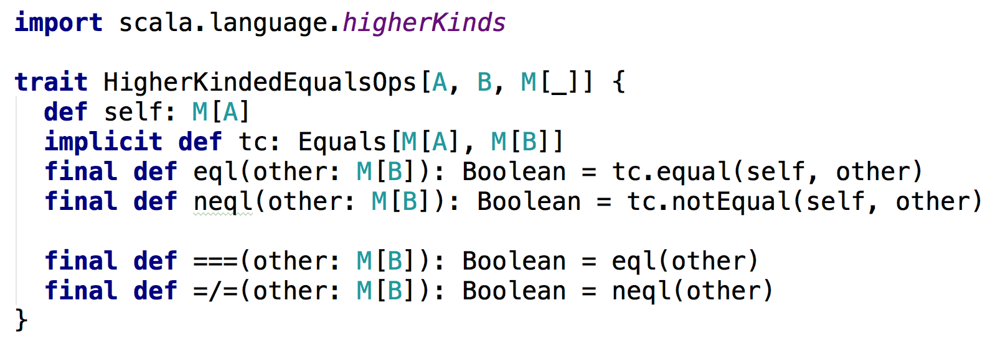 import scala.language.higherKinds
trait HigherKindedEqualsOps[A, B, M[_]] {
  def self: M[A]
  implicit def tc: Equals[M[A], M[B]]
  final def eql(other: M[B]): Boolean = tc.equal(self, other)
  final def neql(other: M[B]): Boolean = tc.notEqual(self, other)
  final def ===(other: M[B]): Boolean = eql(other)
  final def =/=(other: M[B]): Boolean = neql(other)
}